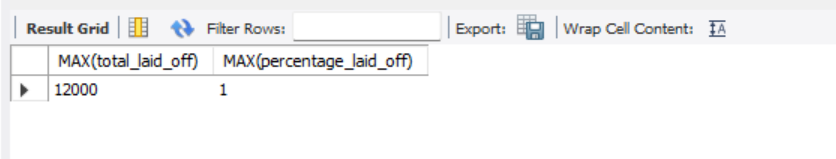 Result Grid Filter Rows: Export: Wrap Cell Content:
MAX(total_laid_off) MAX(percentage_laid_off)
12000 1